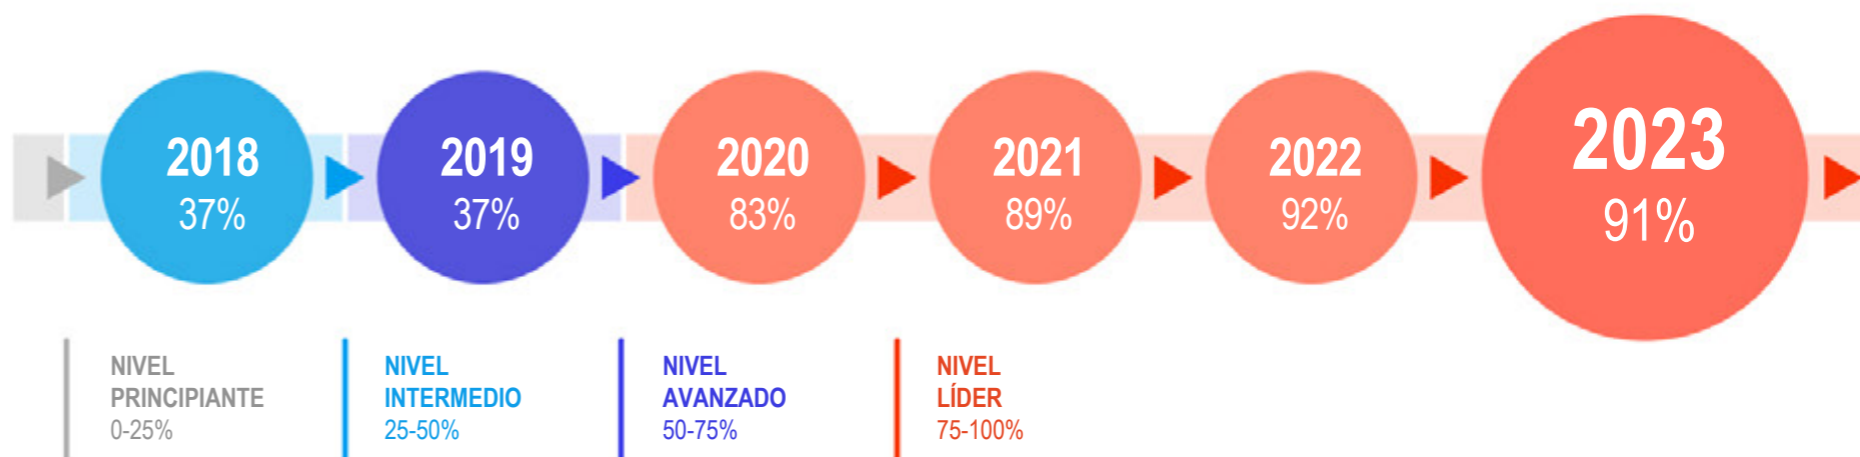 2018
37%
2019
37%
2020
83%
2021
89%
2022
92%
2023
91%
NIVEL
PRINCIPIANTE
0-25%
NIVEL
INTERMEDIO
25-50%
NIVEL
AVANZADO
50-75%
NIVEL
LÍDER
75-100%